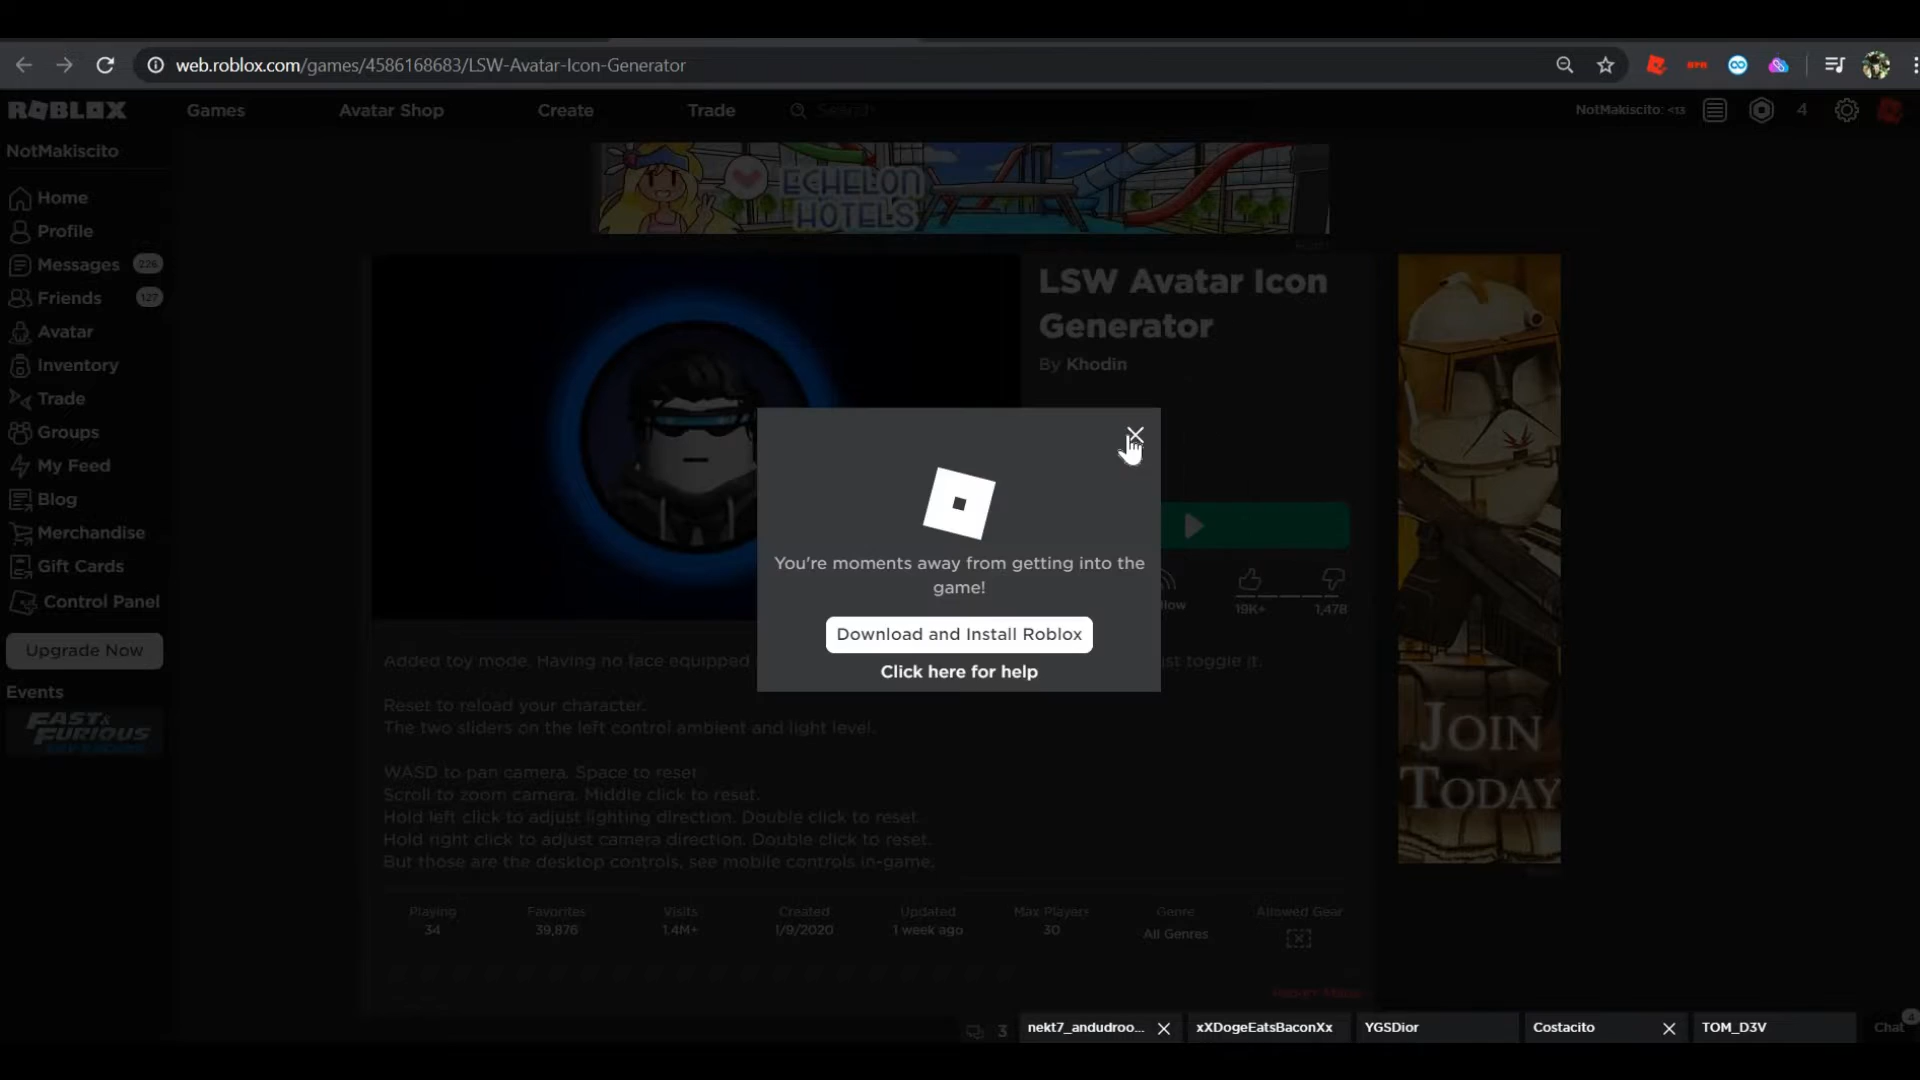 web.roblox.com/games/4586168683/LSW-Avatar-Icon-Generator
ROBLOX
Games
Avatar Shop
Create
Trade
Search
NotMakiscito: <13
4
NotMakiscito
Home
Profile
Messages 226
Friends 127
Avatar
Inventory
Trade
Groups
My Feed
Blog
Merchandise
Gift Cards
Control Panel
Upgrade Now
Events
FAST &
FURIOUS
ECHELON
HOTELS
LSW Avatar Icon
Generator
By Khodin
You're moments away from getting into the
game!
Download and Install Roblox
Click here for help
llow
19K+
1,478
Added toy mode. Having no face equipped
st toggle it.
Reset to reload your character.
The two sliders on the left control ambient and light level.
WASD to pan camera. Space to reset.
Scroll to zoom camera. Middle click to reset.
Hold left click to adjust lighting direction. Double click to reset.
Hold right click to adjust camera direction. Double click to reset.
But those are the desktop controls, see mobile controls in-game.
Playing
34
Favorites
39,876
Visits
1.4M+
Created
1/9/2020
Updated
1 week ago
Max Players
30
Genre
All Genres
Allowed Gear
JOIN
TODAY
3
nekt7_andudroo...
xXDogeEatsBaconXx
YGSDior
Costacito
TOM_D3V
Chat
4